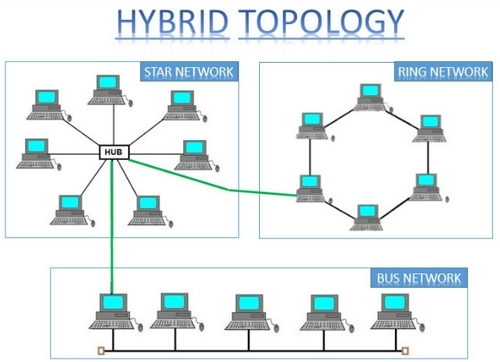 HYBRID TOPOLOGY
STAR NETWORK
RING NETWORK
HUB
BUS NETWORK